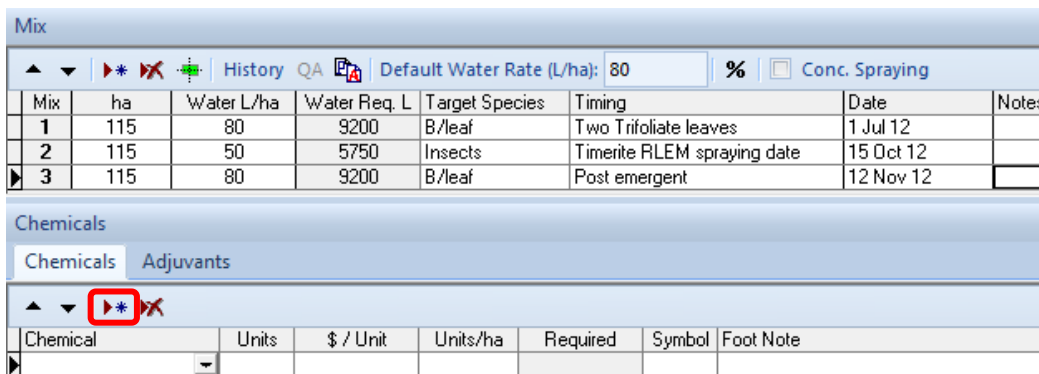 Mix
History QA Default Water Rate (L/ha): 80 % Conc. Spraying
Mix ha Water L/ha Water Req. L Target Species Timing Date Notes
1 115 80 9200 B/leaf Two Trifoliate leaves 1 Jul 12
2 115 50 5750 Insects Timerite RLEM spraying date 15 Oct 12
3 115 80 9200 B/leaf Post emergent 12 Nov 12
Chemicals
Chemicals Adjuvants
Chemical Units $ / Unit Units/ha Required Symbol Foot Note